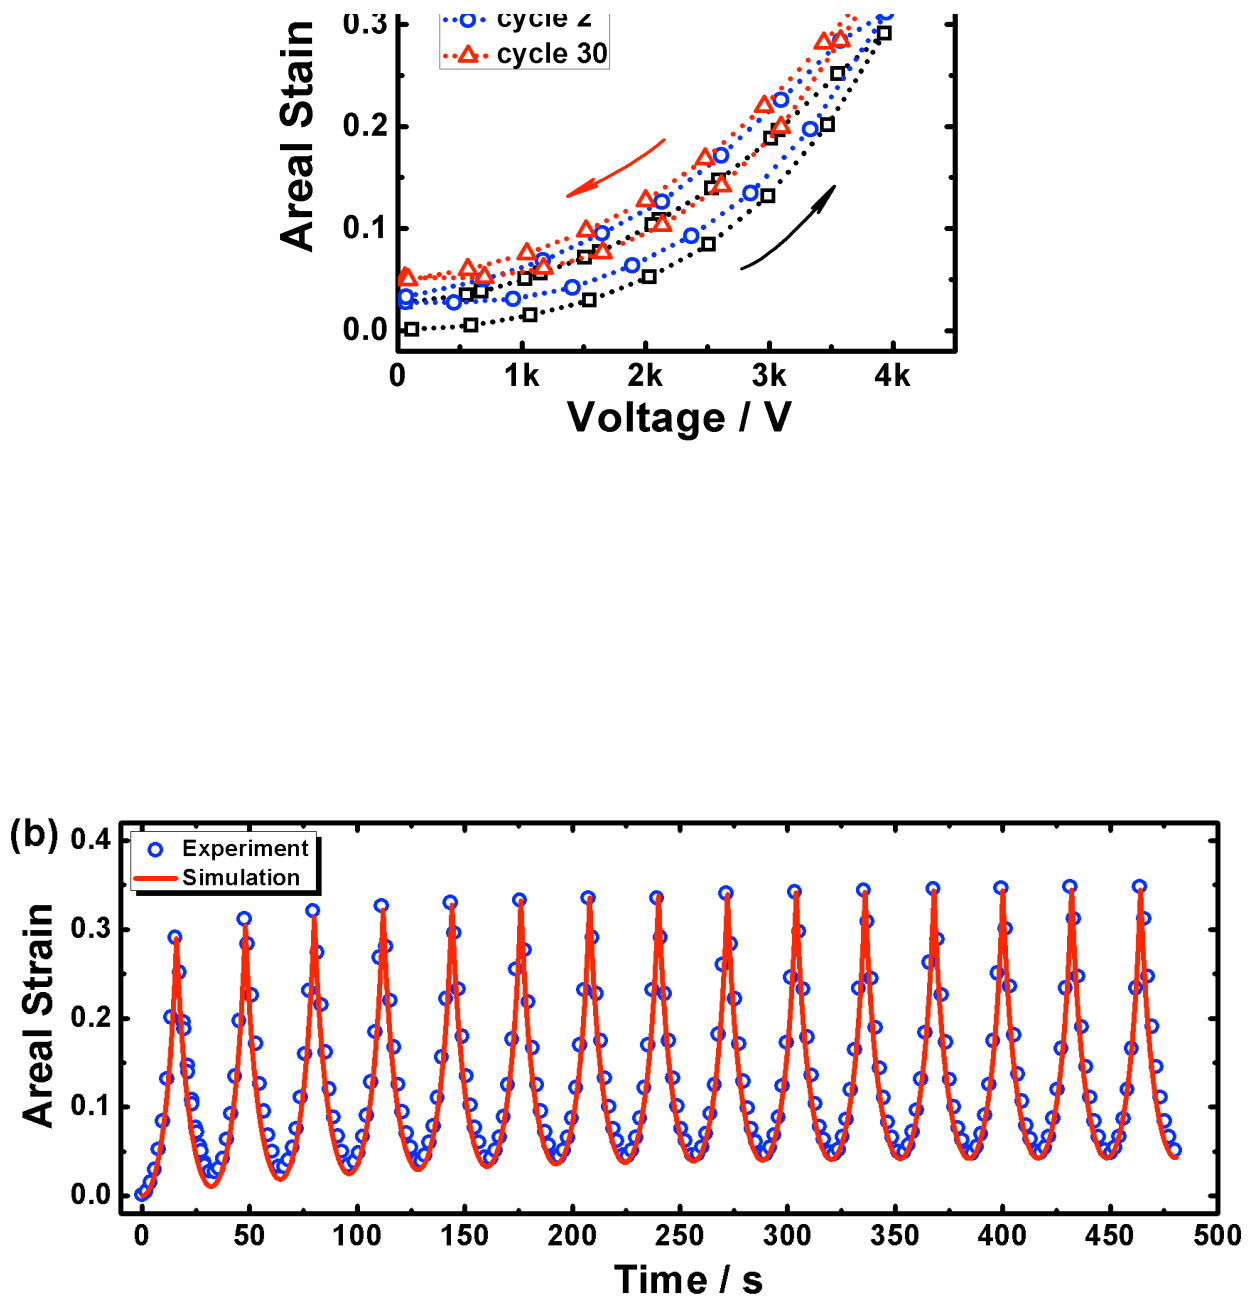 cycle 2
cycle 30
Areal Stain
0.3
0.2
0.1
0.0
0 1k 2k 3k 4k
Voltage / V
(b)
Experiment
Simulation
Areal Strain
0.4
0.3
0.2
0.1
0.0
0 50 100 150 200 250 300 350 400 450 500
Time / s